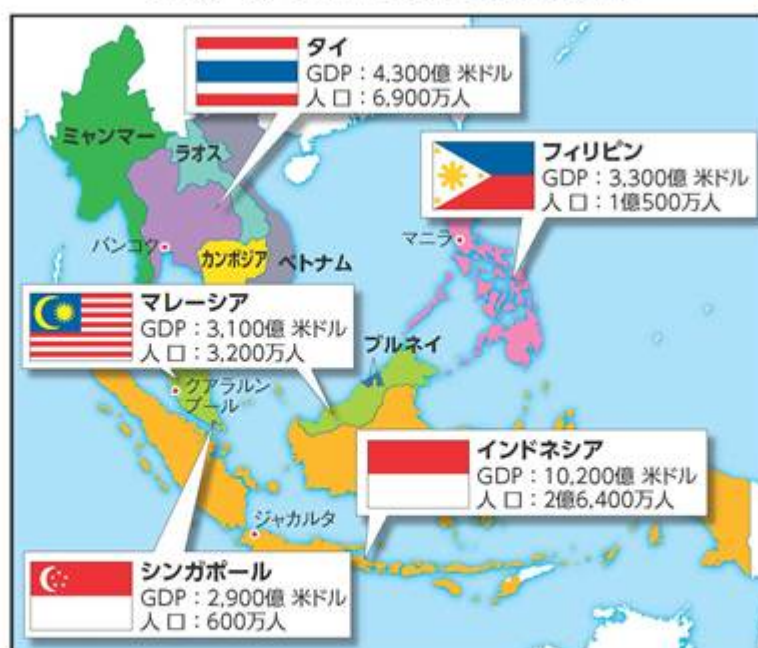 タイ
GDP：4,300億 米ドル
人 口：6,900万人
ミャンマー
ラオス
フィリピン
GDP：3,300億 米ドル
人 口：1億500万人
マニラ
バンコク
カンボジア
ベトナム
マレーシア
GDP：3,100億 米ドル
人 口：3,200万人
ブルネイ
クアラルン
プール
インドネシア
GDP：10,200億 米ドル
人 口：2億6,400万人
ジャカルタ
シンガポール
GDP：2,900億 米ドル
人 口：600万人